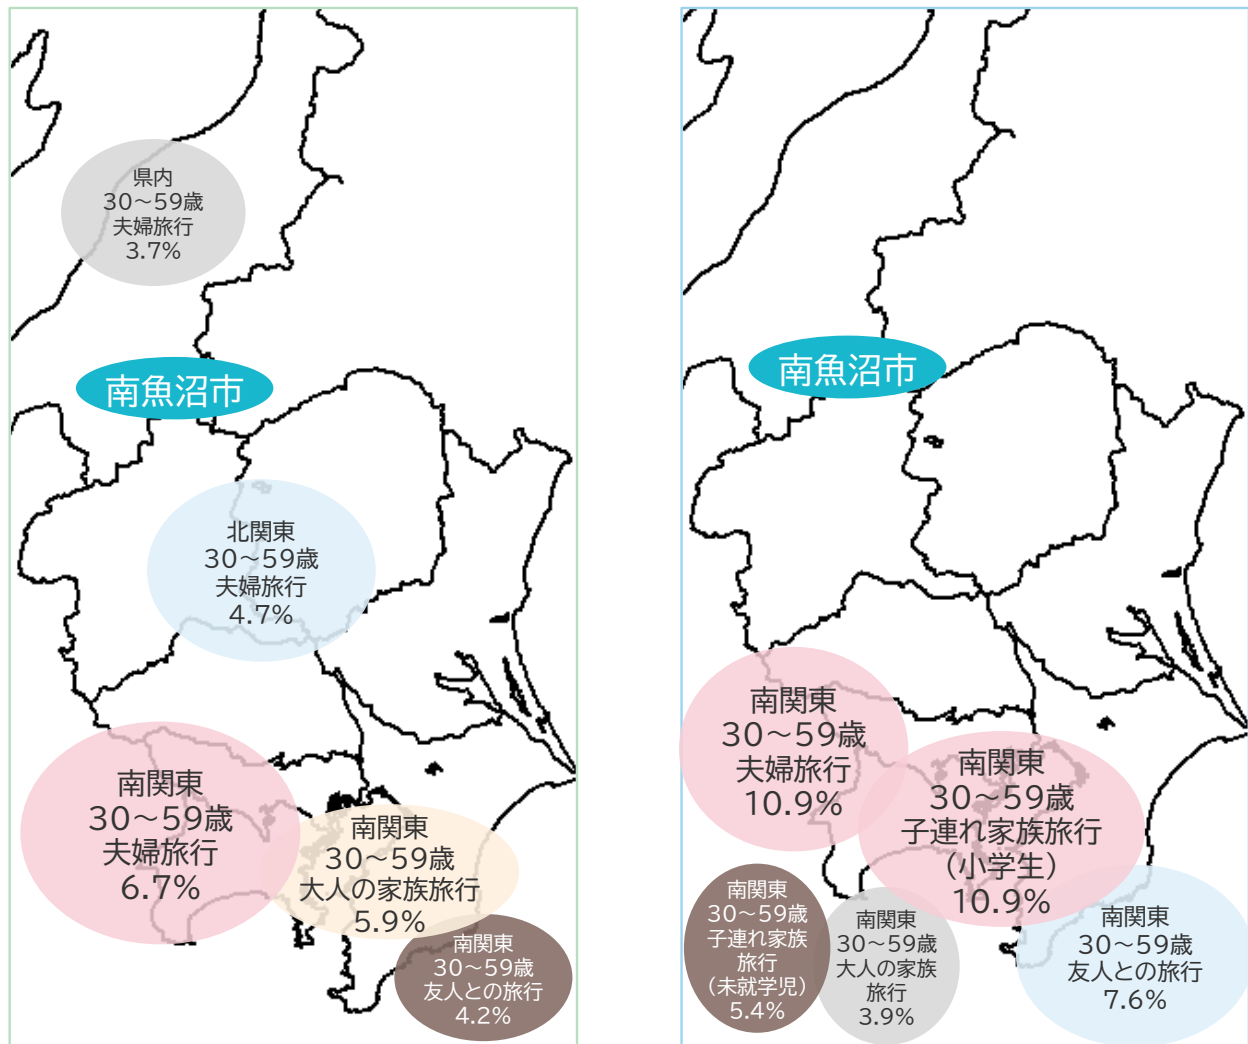 県内
30～59歳
夫婦旅行
3.7%
南魚沼市
北関東
30～59歳
夫婦旅行
4.7%
南関東
30～59歳
夫婦旅行
6.7%
南関東
30～59歳
大人の家族旅行
5.9%
南関東
30～59歳
友人との旅行
4.2%
南魚沼市
南関東
30～59歳
夫婦旅行
10.9%
南関東
30～59歳
子連れ家族旅行
（小学生）
10.9%
南関東
30～59歳
子連れ家族
旅行
（未就学児）
5.4%
南関東
30～59歳
大人の家族
旅行
3.9%
南関東
30～59歳
友人との旅行
7.6%